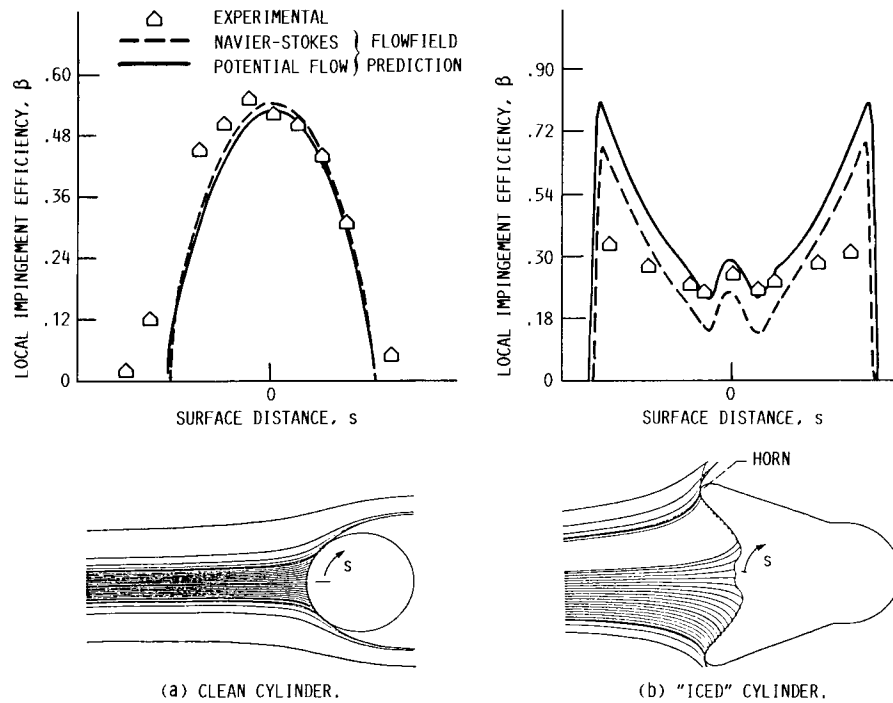 EXPERIMENTAL
NAVIER-STOKES } FLOWFIELD
POTENTIAL FLOW } PREDICTION
LOCAL IMPINGEMENT EFFICIENCY, β
.60
.48
.36
.24
.12
0
0
SURFACE DISTANCE, s
LOCAL IMPINGEMENT EFFICIENCY, β
.90
.72
.54
.30
.18
0
0
SURFACE DISTANCE, s
S
(a) CLEAN CYLINDER.
HORN
S
(b) "ICED" CYLINDER.